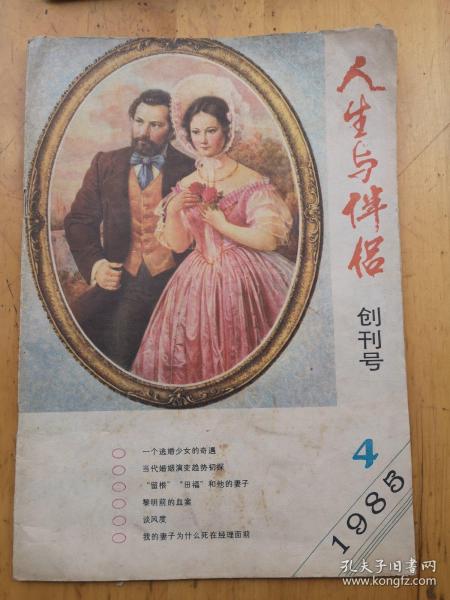 人生与伴侣
创刊号
4
1985
一个逃婚少女的奇遇
当代婚姻演变趋势初探
“留根”“田福”和他的妻子
黎明前的血案
谈风度
我的妻子为什么死在经理面前
孔夫子旧书网
www.kongfz.com